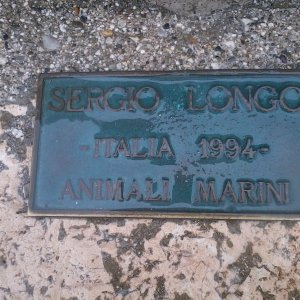 SERGIO LONGO
-ITALIA 1994-
ANIMALI MARINI